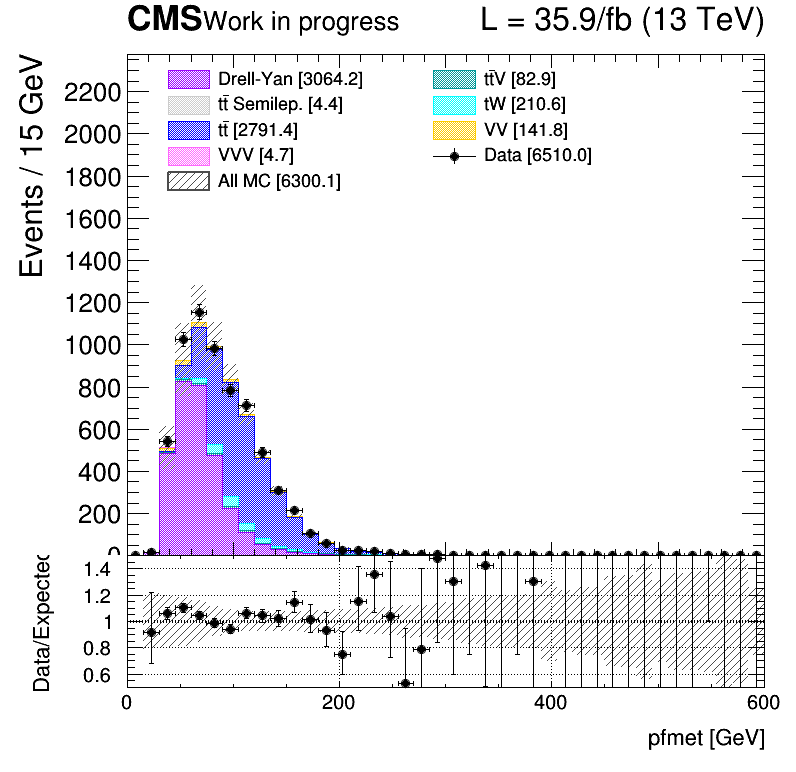 CMS Work in progress L = 35.9/fb (13 TeV)
Events / 15 GeV
Drell-Yan [3064.2]
tt̄ Semilep. [4.4]
tt̄ [2791.4]
VVV [4.7]
All MC [6300.1]
tt̄V [82.9]
tW [210.6]
VV [141.8]
Data [6510.0]
2200
2000
1800
1600
1400
1200
1000
800
600
400
200
0
Data/Expected
1.4
1.2
1
0.8
0.6
0 200 400 600
pfmet [GeV]